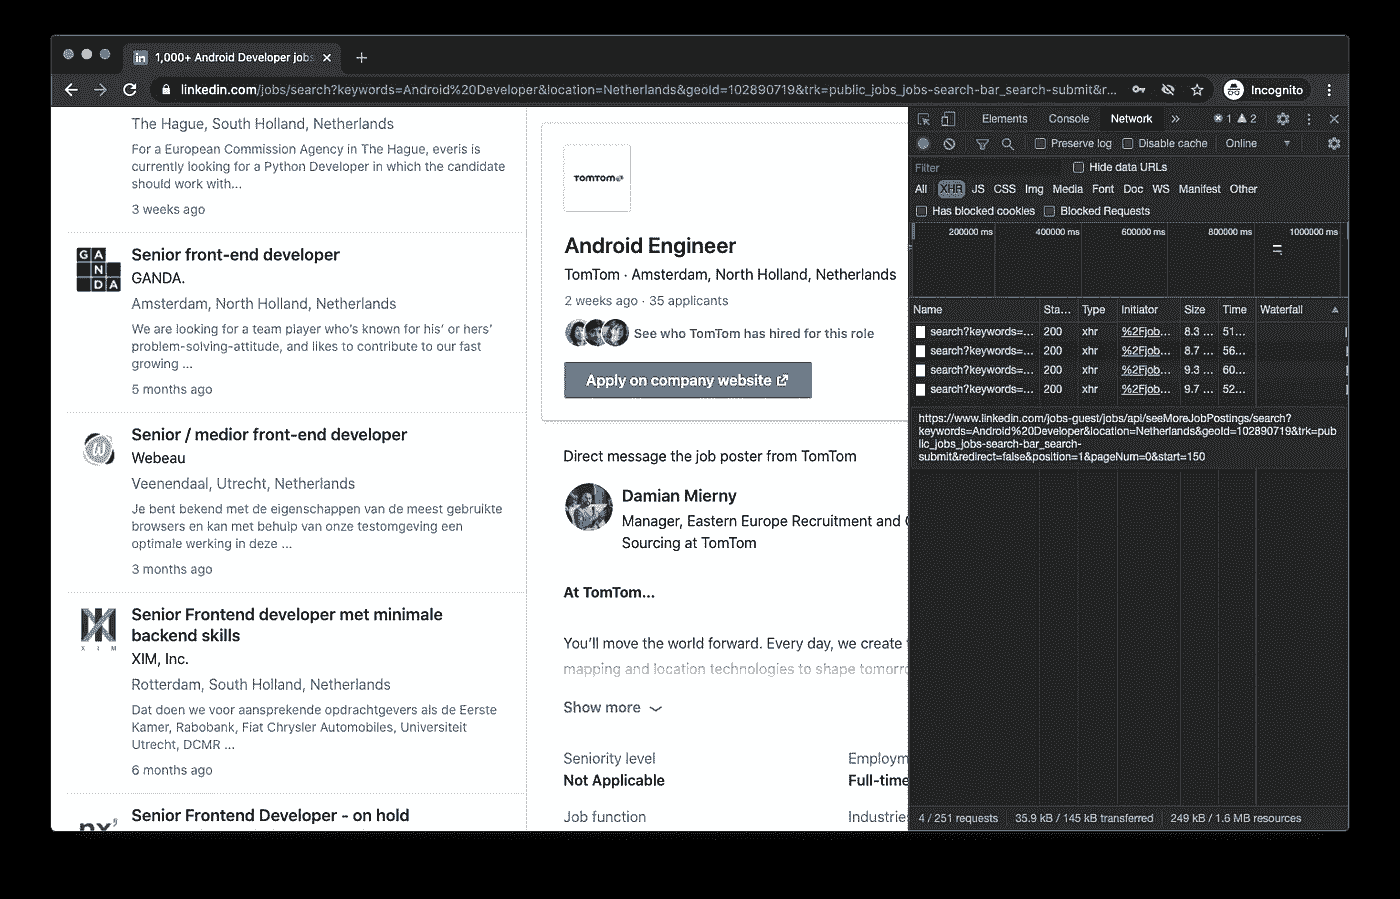 1,000+ Android Developer jobs
linkedin.com/jobs/search?keywords=Android%20Developer&location=Netherlands&geoId=102890719&trk=public_jobs_jobs-search-bar_search-submit&r...
Incognito
The Hague, South Holland, Netherlands
For a European Commission Agency in The Hague, everis is
currently looking for a Python Developer in which the candidate
should work with...
3 weeks ago
GANDA
Senior front-end developer
GANDA.
Amsterdam, North Holland, Netherlands
We are looking for a team player who's known for his' or hers'
problem-solving-attitude, and likes to contribute to our fast
growing ...
5 months ago
Senior / medior front-end developer
Webeau
Veenendaal, Utrecht, Netherlands
Je bent bekend met de eigenschappen van de meest gebruikte
browsers en kan met behulp van onze testomgeving een
optimale werking in deze ...
3 months ago
XIM
Senior Frontend developer met minimale
backend skills
XIM, Inc.
Rotterdam, South Holland, Netherlands
Dat doen we voor aansprekende opdrachtgevers als de Eerste
Kamer, Rabobank, Fiat Chrysler Automobiles, Universiteit
Utrecht, DCMR ...
6 months ago
Senior Frontend Developer - on hold
TOMTOM
Android Engineer
TomTom · Amsterdam, North Holland, Netherlands
2 weeks ago · 35 applicants
See who TomTom has hired for this role
Apply on company website
Direct message the job poster from TomTom
Damian Mierny
Manager, Eastern Europe Recruitment and
Sourcing at TomTom
At TomTom...
You'll move the world forward. Every day, we create
mapping and location technologies to shape tomorro
Show more
Seniority level
Not Applicable
Employm
Full-time
Job function
Industries
Elements Console Network » 1 2
Preserve log Disable cache Online
Filter Hide data URLs
All XHR JS CSS Img Media Font Doc WS Manifest Other
Has blocked cookies Blocked Requests
200000 ms 400000 ms 600000 ms 800000 ms 1000000 ms
Name Sta... Type Initiator Size Time Waterfall
search?keywords=... 200 xhr %2Fjob... 8.3 ... 51...
search?keywords=... 200 xhr %2Fjob... 8.7 ... 56...
search?keywords=... 200 xhr %2Fjob... 9.3 ... 60...
search?keywords=... 200 xhr %2Fjob... 9.7 ... 52...
https://www.linkedin.com/jobs-guest/jobs/api/seeMoreJobPostings/search?
keywords=Android%20Developer&location=Netherlands&geoId=102890719&trk=pub
lic_jobs_jobs-search-bar_search-
submit&redirect=false&position=1&pageNum=0&start=150
4 / 251 requests 35.9 kB / 145 kB transferred 249 kB / 1.6 MB resources